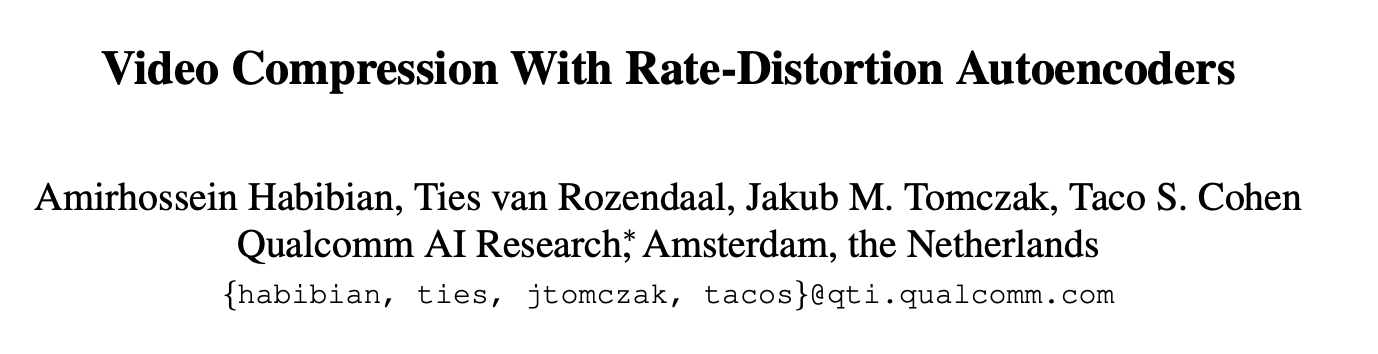 Video Compression With Rate-Distortion Autoencoders
Amirhossein Habibian, Ties van Rozendaal, Jakub M. Tomczak, Taco S. Cohen
Qualcomm AI Research,* Amsterdam, the Netherlands
{habibian, ties, jtomczak, tacos}@qti.qualcomm.com